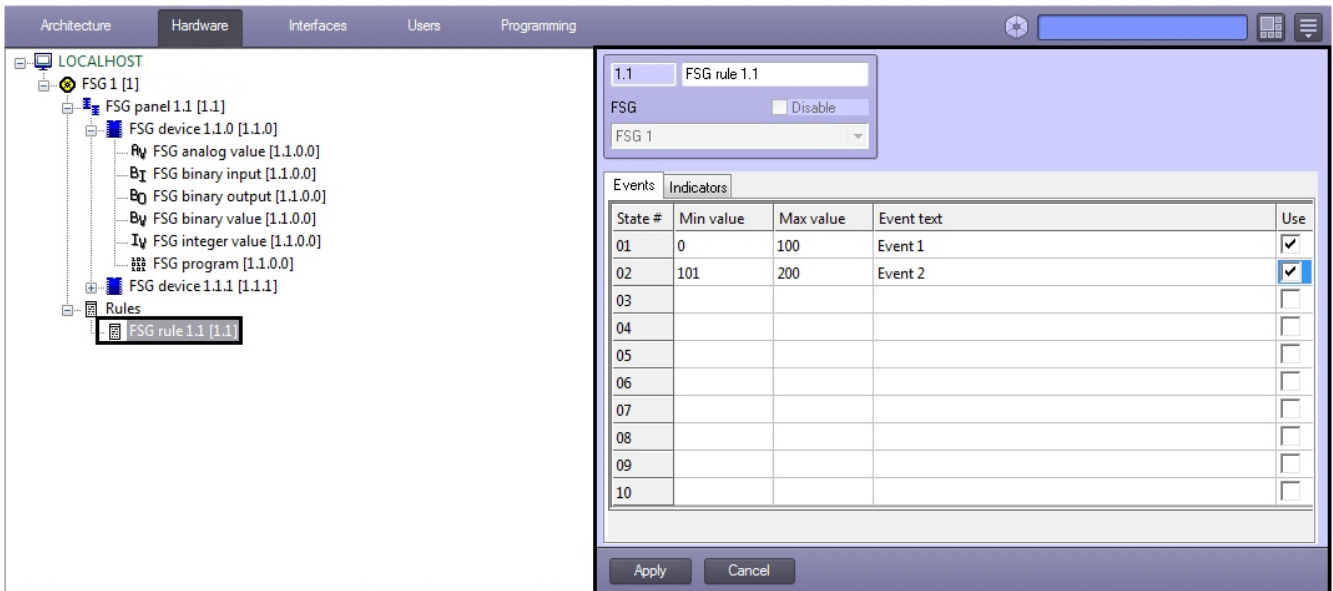 Architecture Hardware Interfaces Users Programming
LOCALHOST
FSG 1 [1]
FSG panel 1.1 [1.1]
FSG device 1.1.0 [1.1.0]
Av FSG analog value [1.1.0.0]
BI FSG binary input [1.1.0.0]
BO FSG binary output [1.1.0.0]
Bv FSG binary value [1.1.0.0]
Iv FSG integer value [1.1.0.0]
FSG program [1.1.0.0]
FSG device 1.1.1 [1.1.1]
Rules
FSG rule 1.1 [1.1]
1.1 FSG rule 1.1
FSG Disable
FSG 1
Events Indicators
State # Min value Max value Event text Use
01 0 100 Event 1
02 101 200 Event 2
03
04
05
06
07
08
09
10
Apply Cancel